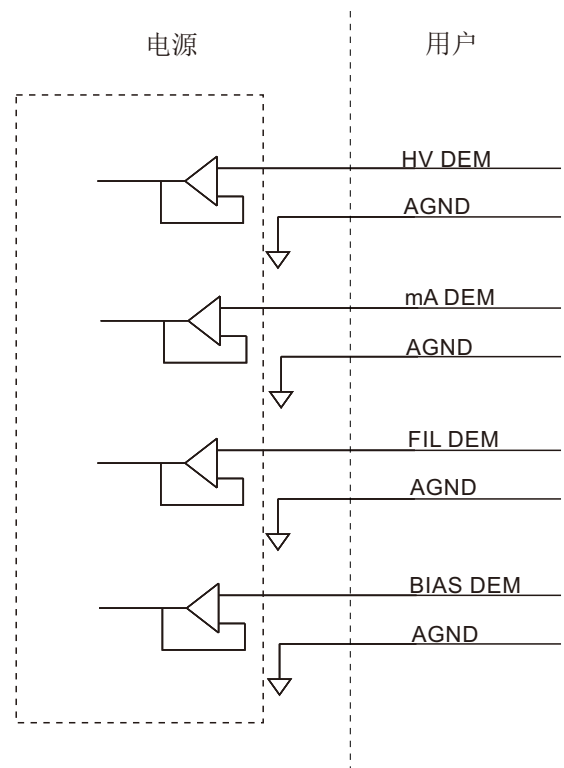 电源
用户
HV DEM
AGND
mA DEM
AGND
FIL DEM
AGND
BIAS DEM
AGND